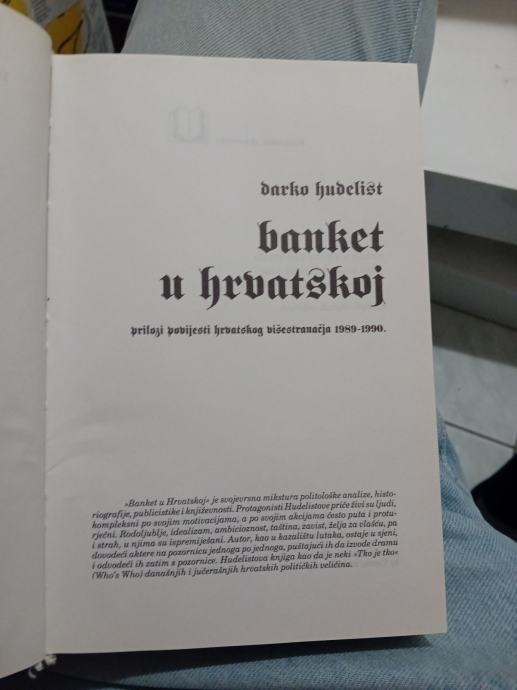 darko hudelist
banket
u hrvatskoj
prilozi povijesti hrvatskog višestranačja 1989-1990.
»Banket u Hrvatskoj« je svojevrsna mikstura politološke analize, histo-
riografije, publicistike i književnosti. Protagonisti Hudelistove priče živi su ljudi,
kompleksni po svojim motivacijama, a po svojim akcijama često puta i protu-
rječni. Rodoljublje, idealizam, ambicioznost, taština, zavist, želja za vlašću, pa
i strah, u njima su ispremiješani. Autor, kao u kazalištu lutaka, ostaje u sjeni,
dovodeći aktere na pozornicu jednoga po jednoga, puštajući ih da izvode dramu
i odvodeći ih zatim s pozornice. Hudelistova knjiga kao da je neki »Tko je tko«
(Who's Who) današnjih i jučerašnjih hrvatskih političkih veličina.